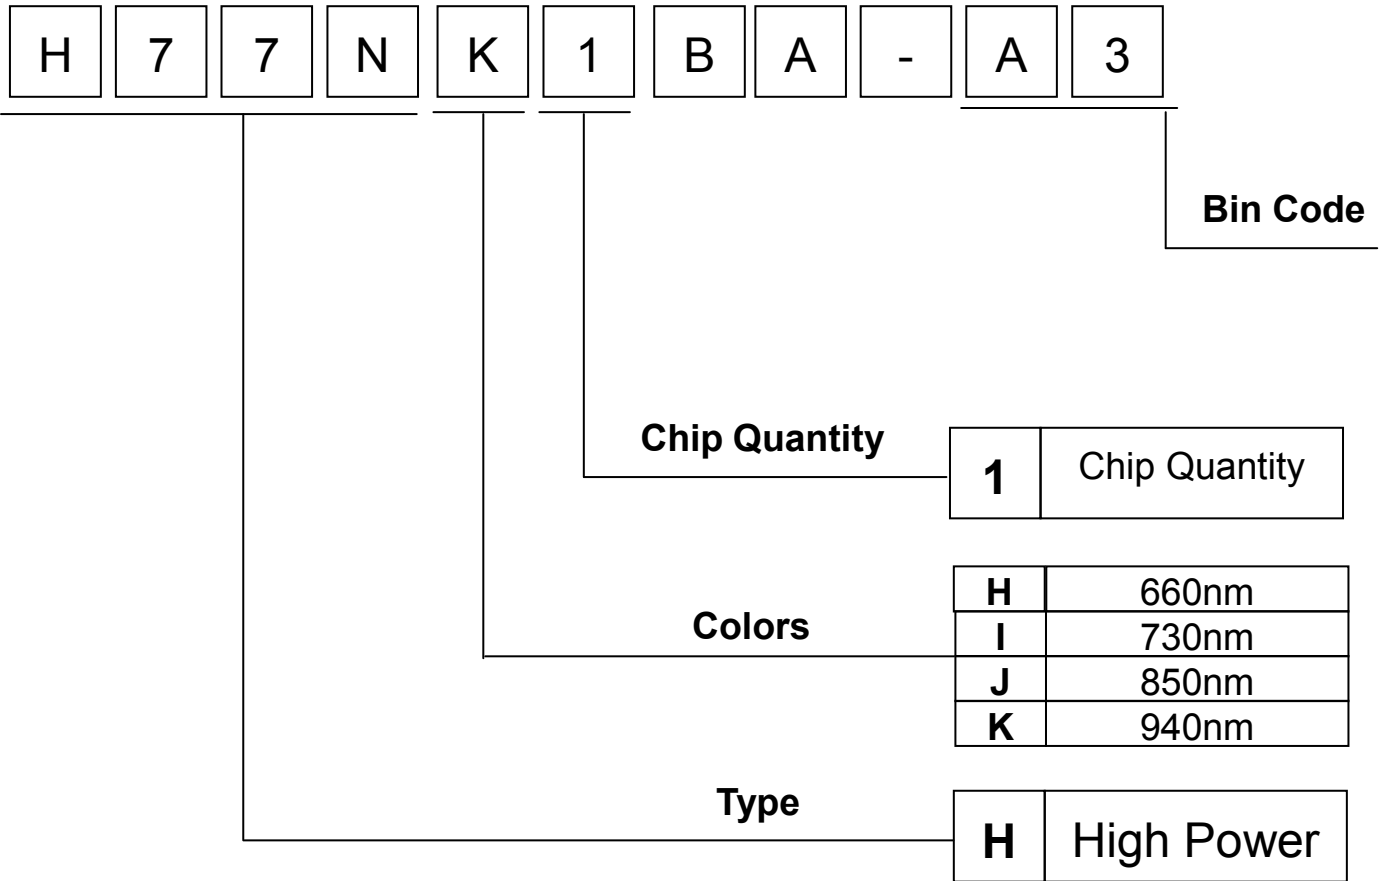 H 7 7 N K 1 B A - A 3
Bin Code
Chip Quantity
1 Chip Quantity
Colors
H 660nm
I 730nm
J 850nm
K 940nm
Type
H High Power